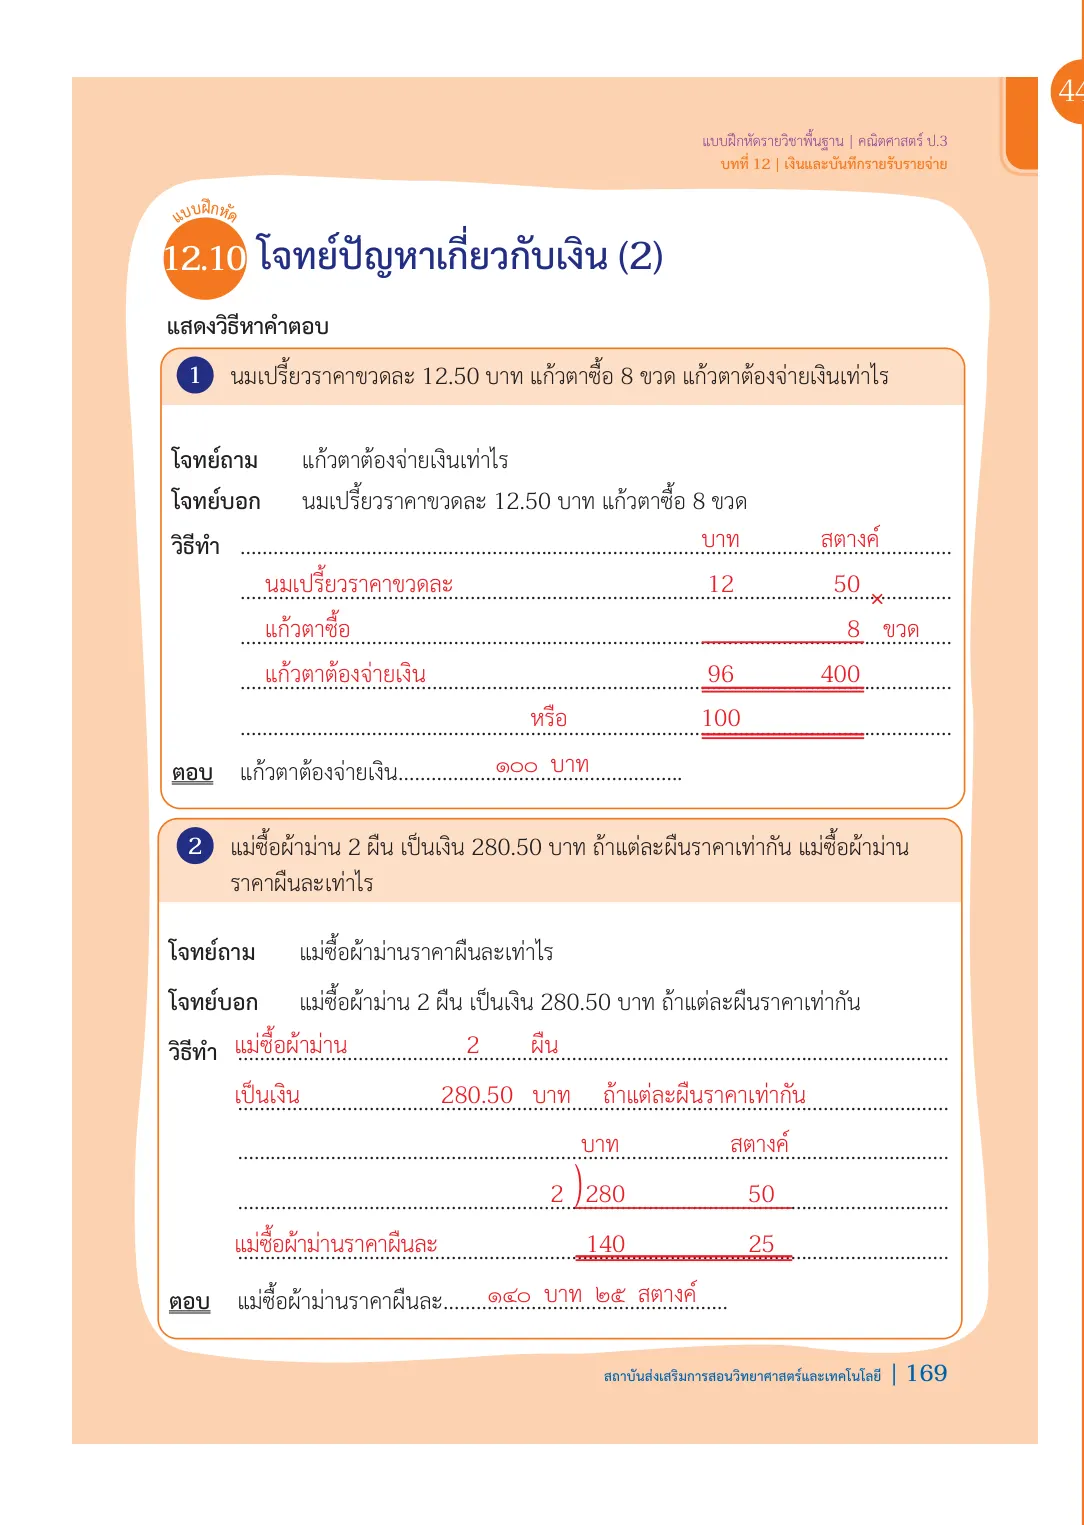 44
แบบฝึกหัดรายวิชาพื้นฐาน | คณิตศาสตร์ ป.3
บทที่ 12 | เงินและบันทึกรายรับรายจ่าย
แบบฝึกหัด
12.10 โจทย์ปัญหาเกี่ยวกับเงิน (2)
แสดงวิธีหาคำตอบ
1 นมเปรี้ยวราคาขวดละ 12.50 บาท แก้วตาซื้อ 8 ขวด แก้วตาต้องจ่ายเงินเท่าไร
โจทย์ถาม แก้วตาต้องจ่ายเงินเท่าไร
โจทย์บอก นมเปรี้ยวราคาขวดละ 12.50 บาท แก้วตาซื้อ 8 ขวด
วิธีทำ บาท สตางค์
นมเปรี้ยวราคาขวดละ 12 50 ×
แก้วตาซื้อ 8 ขวด
แก้วตาต้องจ่ายเงิน 96 400
หรือ 100
ตอบ แก้วตาต้องจ่ายเงิน ๑๐๐ บาท
2 แม่ซื้อผ้าม่าน 2 ผืน เป็นเงิน 280.50 บาท ถ้าแต่ละผืนราคาเท่ากัน แม่ซื้อผ้าม่าน
ราคาผืนละเท่าไร
โจทย์ถาม แม่ซื้อผ้าม่านราคาผืนละเท่าไร
โจทย์บอก แม่ซื้อผ้าม่าน 2 ผืน เป็นเงิน 280.50 บาท ถ้าแต่ละผืนราคาเท่ากัน
วิธีทำ แม่ซื้อผ้าม่าน 2 ผืน
เป็นเงิน 280.50 บาท ถ้าแต่ละผืนราคาเท่ากัน
บาท สตางค์
2 ) 280 50
แม่ซื้อผ้าม่านราคาผืนละ 140 25
ตอบ แม่ซื้อผ้าม่านราคาผืนละ ๑๔๐ บาท ๒๕ สตางค์
สถาบันส่งเสริมการสอนวิทยาศาสตร์และเทคโนโลยี | 169